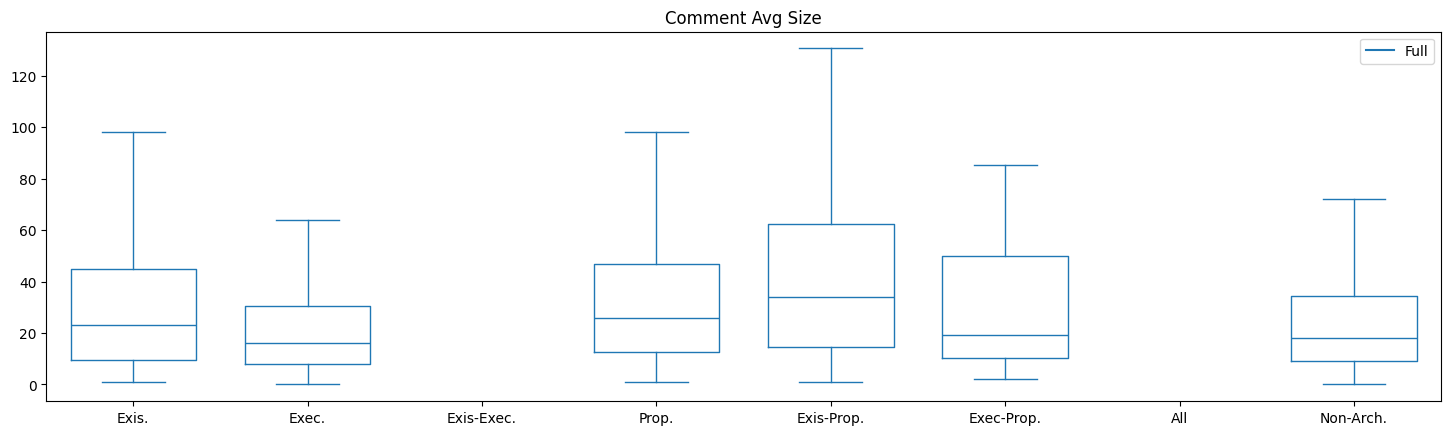 Comment Avg Size
Full
120
100
80
60
40
20
0
Exis. Exec. Exis-Exec. Prop. Exis-Prop. Exec-Prop. All Non-Arch.